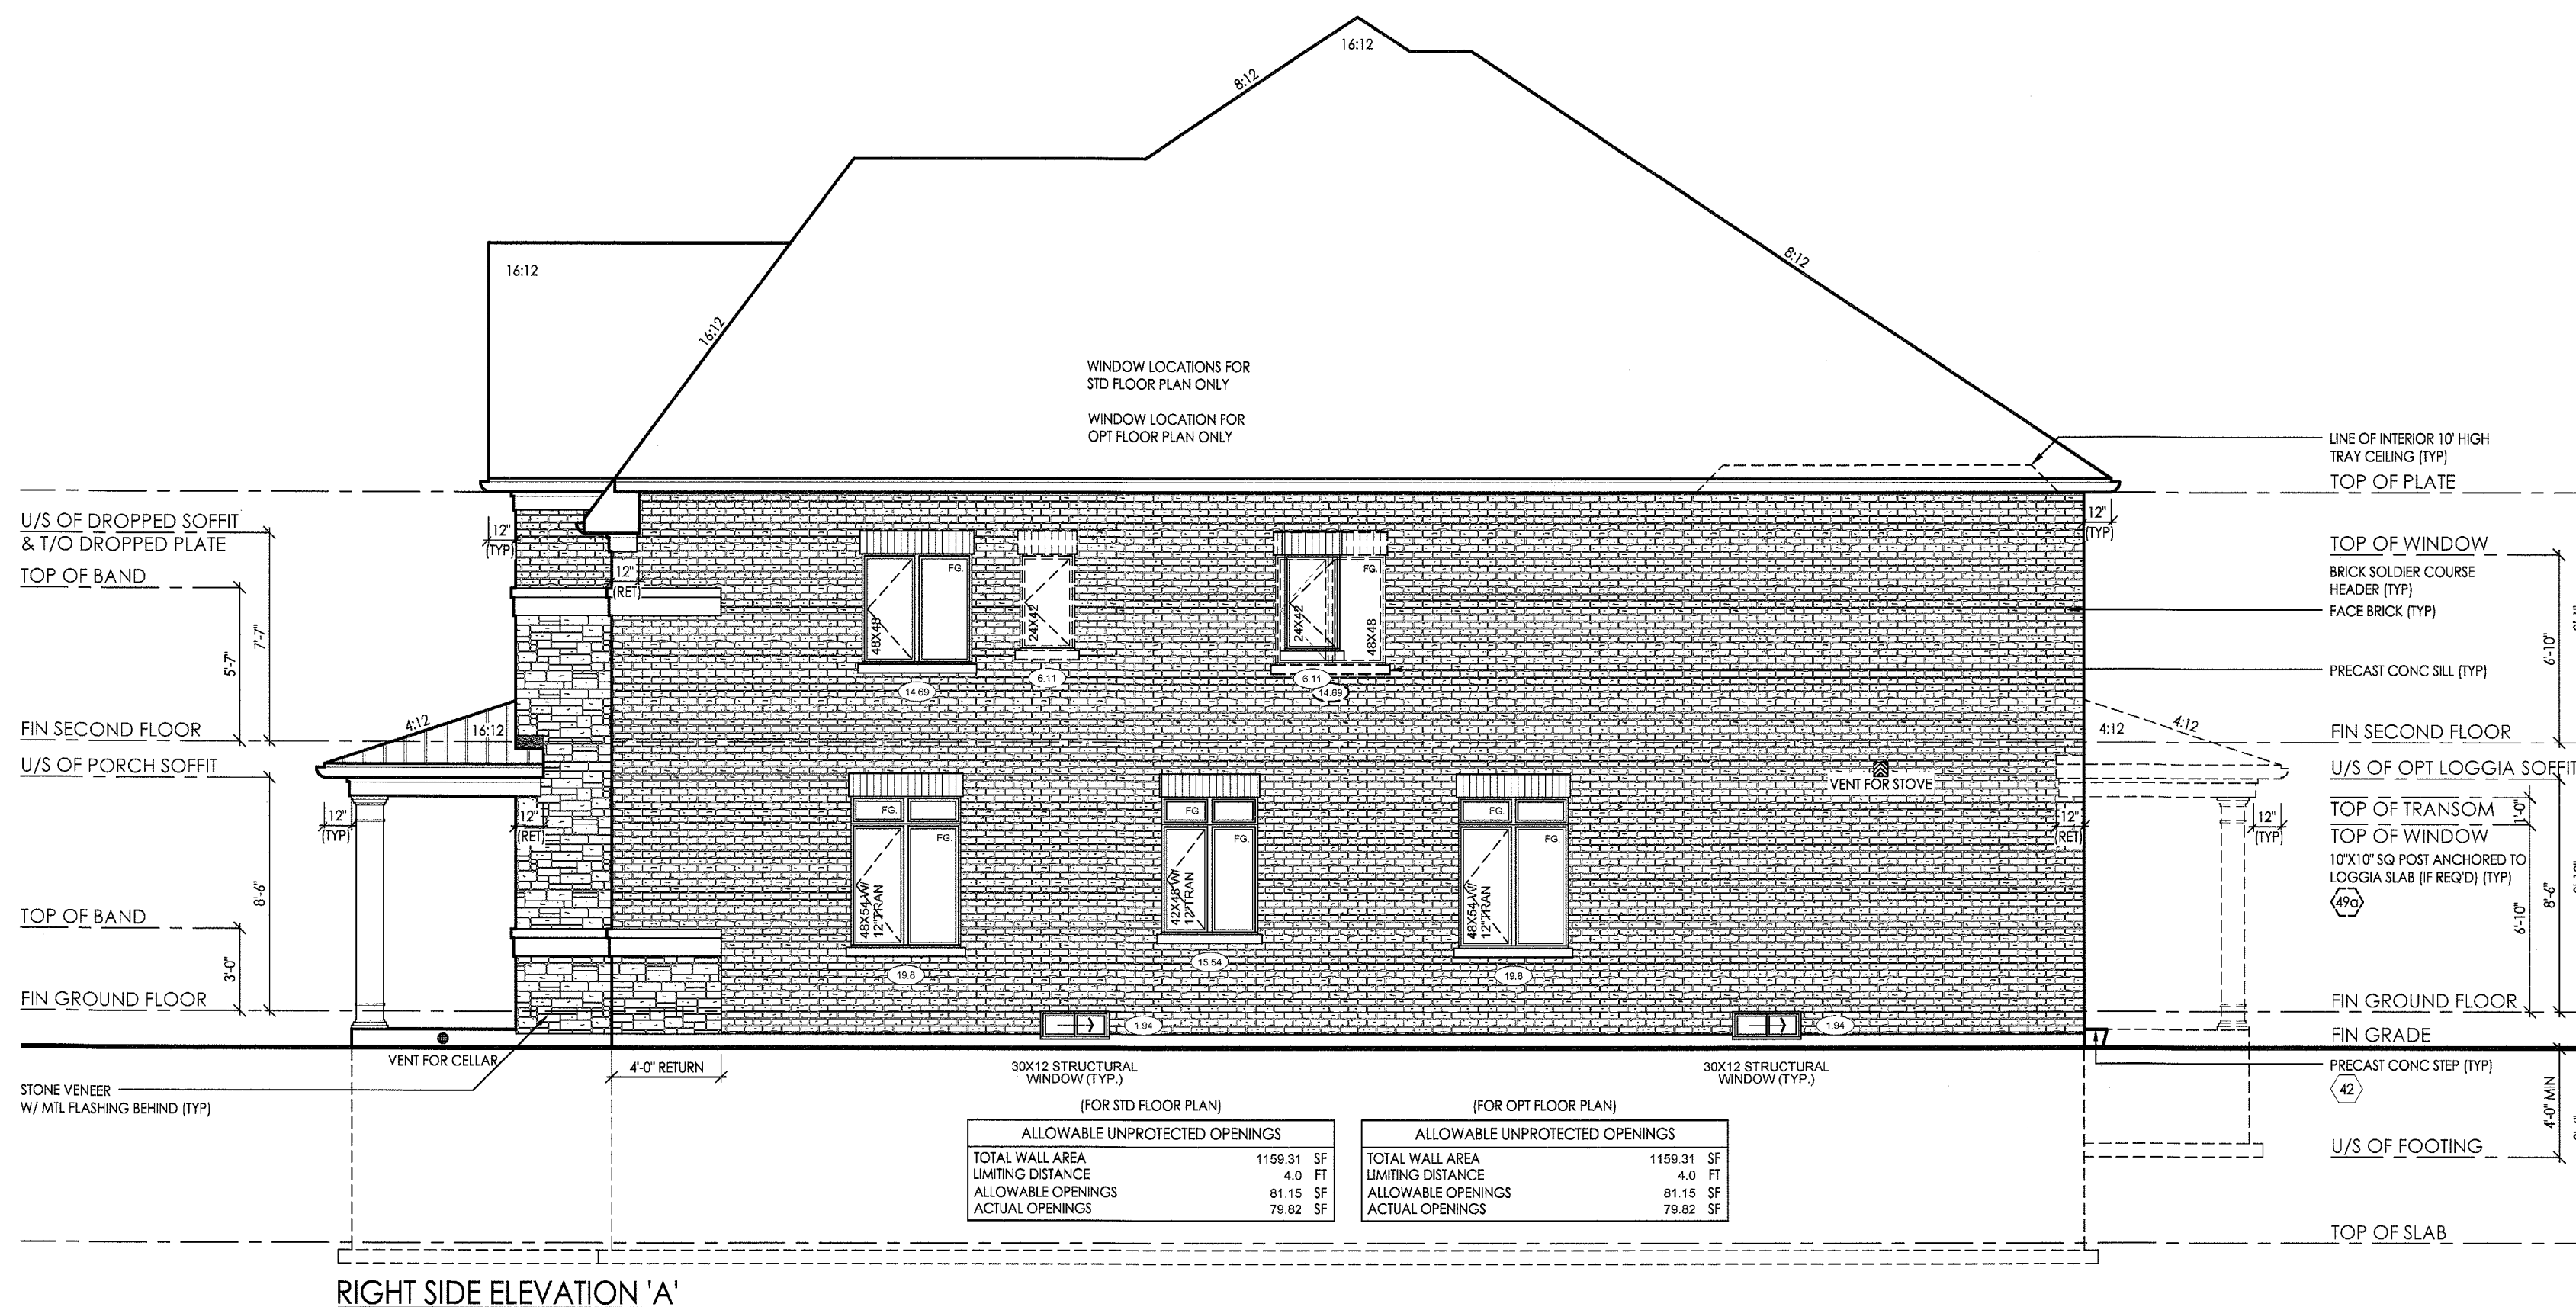 16:12
8:12
16:12
16:12
8:12
WINDOW LOCATIONS FOR
STD FLOOR PLAN ONLY
WINDOW LOCATION FOR
OPT FLOOR PLAN ONLY
LINE OF INTERIOR 10' HIGH
TRAY CEILING (TYP)
TOP OF PLATE
U/S OF DROPPED SOFFIT
& T/O DROPPED PLATE
TOP OF BAND
7'-7"
5'-7"
FIN SECOND FLOOR
U/S OF PORCH SOFFIT
8'-6"
TOP OF BAND
3'-0"
FIN GROUND FLOOR
STONE VENEER
W/ MTL FLASHING BEHIND (TYP)
12"
(TYP)
12"
(RET)
4:12
16:12
12"
(TYP)
12"
(RET)
VENT FOR CELLAR
4'-0" RETURN
FG.
48X48
14.69
24X42
6.11
FG.
24X42
48X48
6.11
14.69
FG.
FG.
48X54 W/
12"TRAN
19.8
FG.
FG.
42X48 W/
12"TRAN
15.54
FG.
FG.
48X54 W/
12"TRAN
19.8
VENT FOR STOVE
1.94
1.94
30X12 STRUCTURAL
WINDOW (TYP.)
30X12 STRUCTURAL
WINDOW (TYP.)
12"
(TYP)
4:12
4:12
12"
(RET)
12"
(TYP)
TOP OF WINDOW
BRICK SOLDIER COURSE
HEADER (TYP)
FACE BRICK (TYP)
6'-10"
PRECAST CONC SILL (TYP)
FIN SECOND FLOOR
U/S OF OPT LOGGIA SOFFIT
TOP OF TRANSOM
1'-0"
TOP OF WINDOW
10"X10" SQ POST ANCHORED TO
LOGGIA SLAB (IF REQ'D) (TYP)
49a
6'-10"
8'-6"
FIN GROUND FLOOR
FIN GRADE
PRECAST CONC STEP (TYP)
42
4'-0" MIN
U/S OF FOOTING
TOP OF SLAB
(FOR STD FLOOR PLAN)
ALLOWABLE UNPROTECTED OPENINGS
TOTAL WALL AREA 1159.31 SF
LIMITING DISTANCE 4.0 FT
ALLOWABLE OPENINGS 81.15 SF
ACTUAL OPENINGS 79.82 SF
(FOR OPT FLOOR PLAN)
ALLOWABLE UNPROTECTED OPENINGS
TOTAL WALL AREA 1159.31 SF
LIMITING DISTANCE 4.0 FT
ALLOWABLE OPENINGS 81.15 SF
ACTUAL OPENINGS 79.82 SF
RIGHT SIDE ELEVATION 'A'